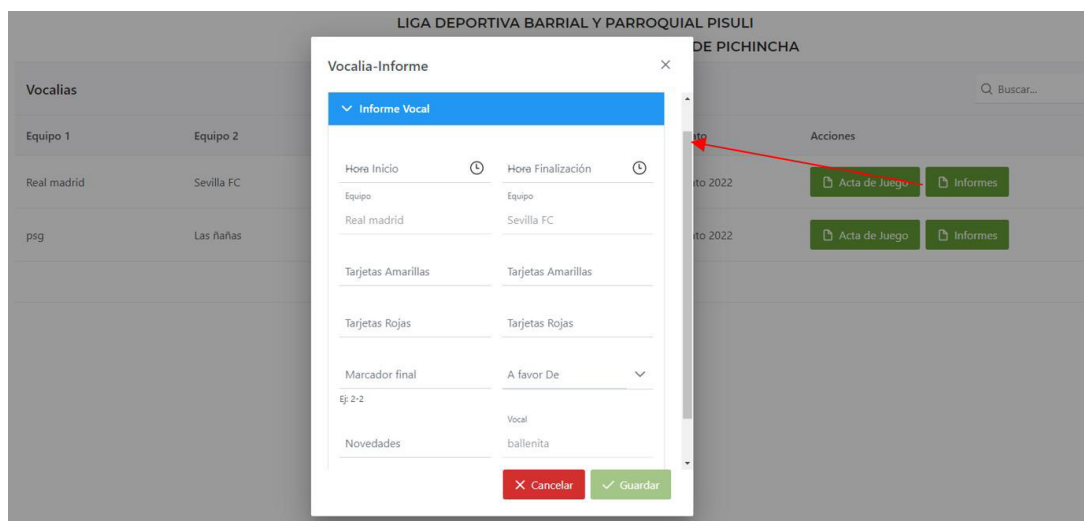 LIGA DEPORTIVA BARRIAL Y PARROQUIAL PISULI
DE PICHINCHA
Vocalia-Informe
Vocalias
Buscar...
Informe Vocal
Equipo 1 Equipo 2 Acciones
Hora Inicio Hora Finalización
Real madrid Sevilla FC 2022 Acta de Juego Informes
Equipo Equipo
Real madrid Sevilla FC
psg Las ñañas 2022 Acta de Juego Informes
Tarjetas Amarillas Tarjetas Amarillas
Tarjetas Rojas Tarjetas Rojas
Marcador final A favor De
Ej: 2-2
Vocal
Novedades ballenita
Cancelar Guardar